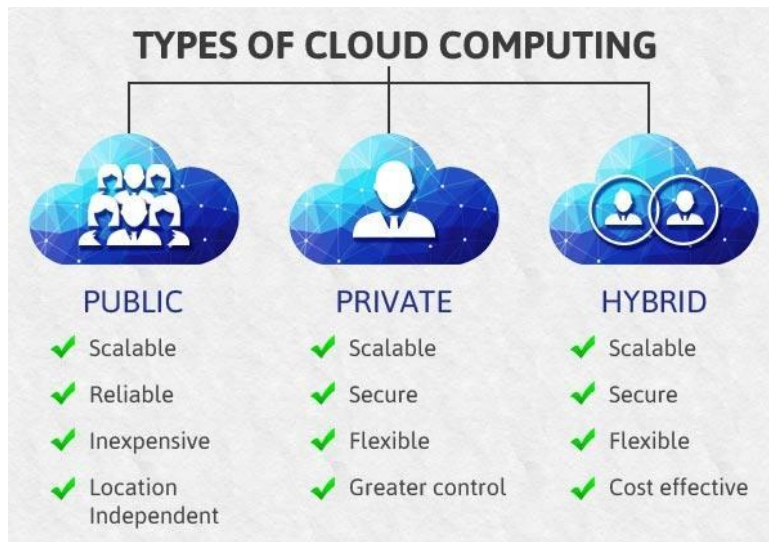 TYPES OF CLOUD COMPUTING
PUBLIC
Scalable
Reliable
Inexpensive
Location
Independent
PRIVATE
Scalable
Secure
Flexible
Greater control
HYBRID
Scalable
Secure
Flexible
Cost effective